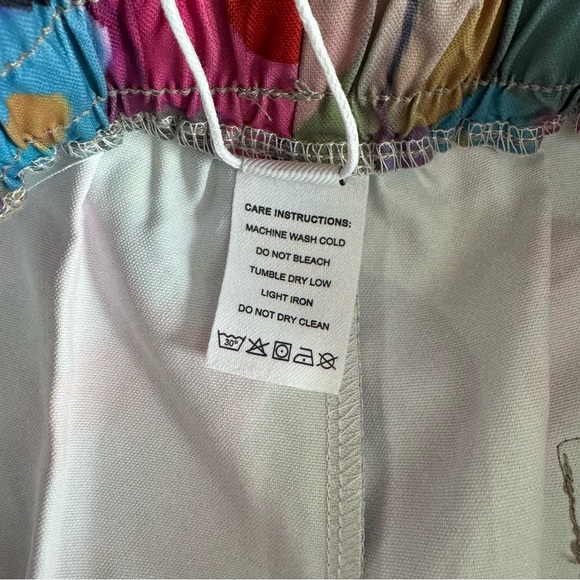 CARE INSTRUCTIONS:
MACHINE WASH COLD
DO NOT BLEACH
TUMBLE DRY LOW
LIGHT IRON
DO NOT DRY CLEAN
30°